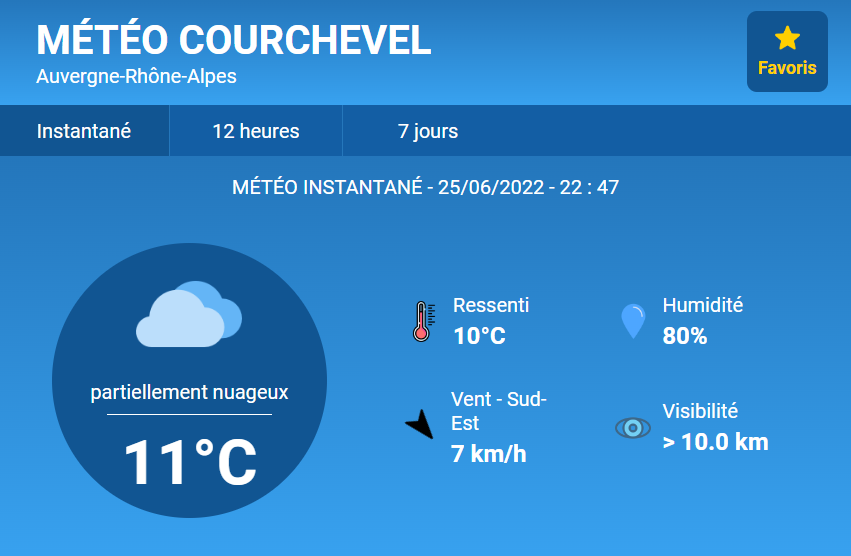 MÉTÉO COURCHEVEL
Auvergne-Rhône-Alpes
Favoris
Instantané
12 heures
7 jours
MÉTÉO INSTANTANÉ - 25/06/2022 - 22 : 47
partiellement nuageux
11°C
Ressenti
10°C
Humidité
80%
Vent - Sud-
Est
7 km/h
Visibilité
> 10.0 km